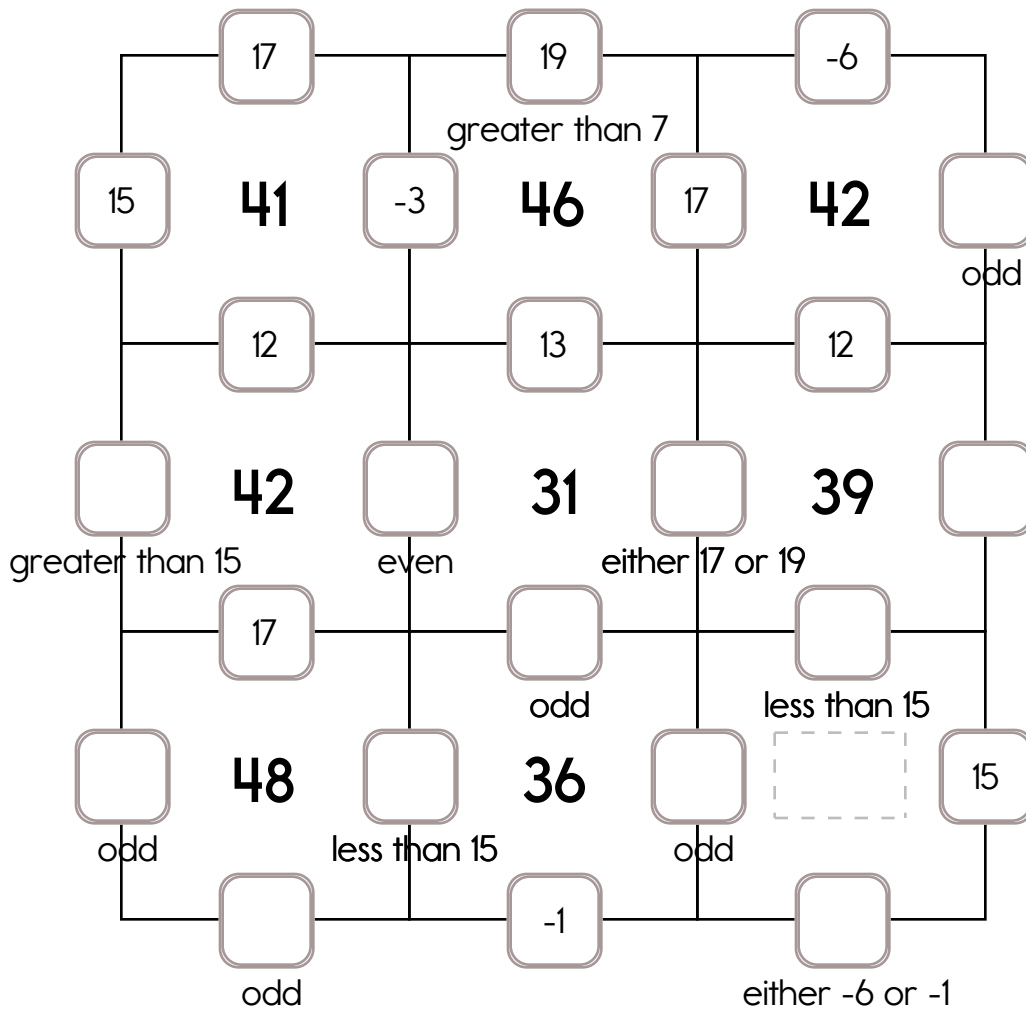 17 19 -6
greater than 7
15 41 -3 46 17 42
odd
12 13 12
42 31 39
greater than 15 even either 17 or 19
17
odd less than 15
48 36 15
odd less than 15 odd
-1
odd either -6 or -1